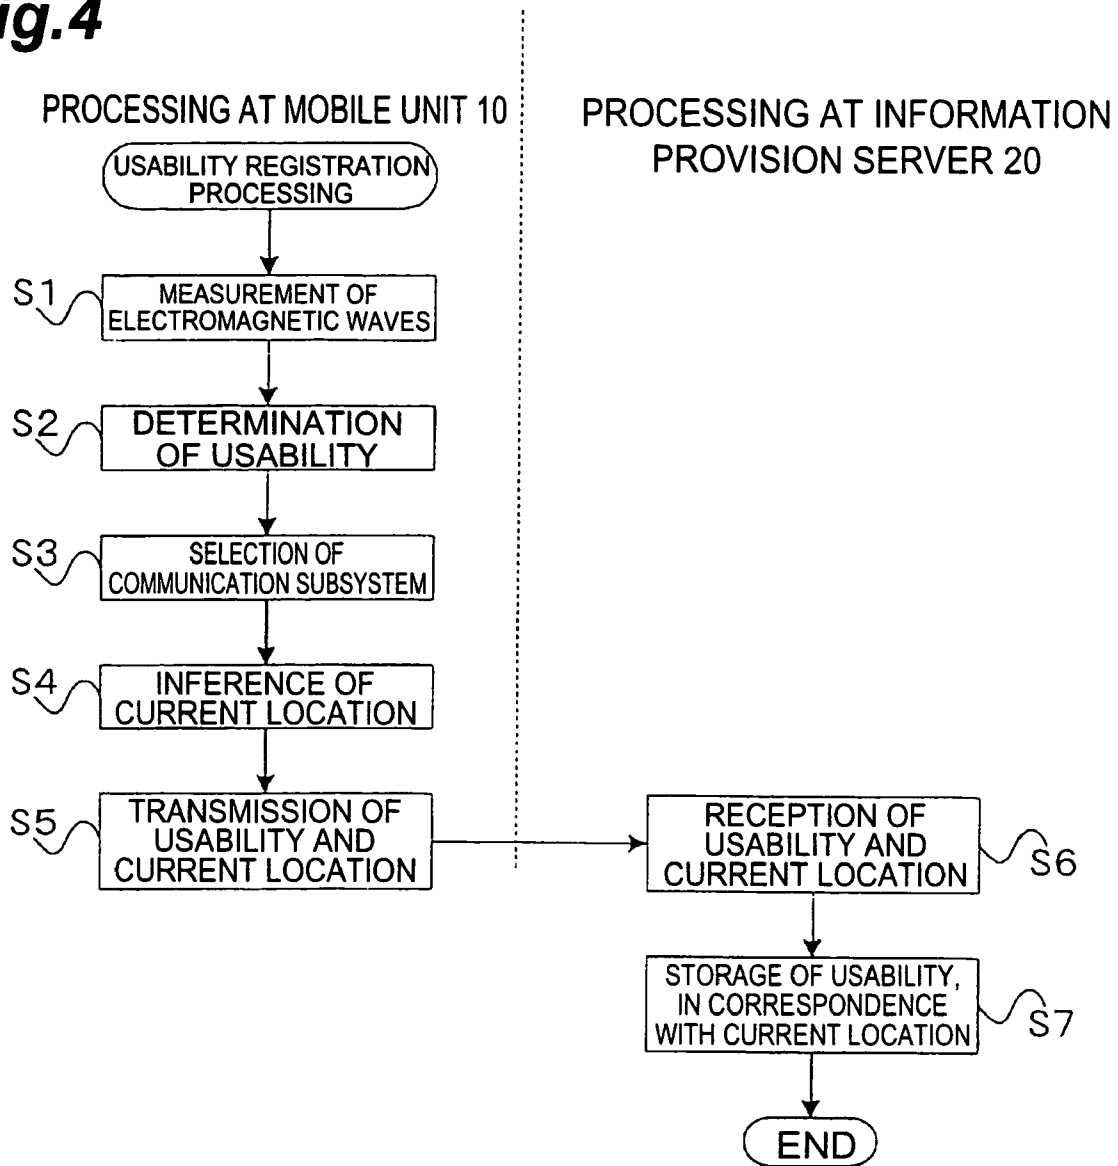 ig.4
PROCESSING AT MOBILE UNIT 10
PROCESSING AT INFORMATION
PROVISION SERVER 20
USABILITY REGISTRATION
PROCESSING
S1
MEASUREMENT OF
ELECTROMAGNETIC WAVES
S2
DETERMINATION
OF USABILITY
S3
SELECTION OF
COMMUNICATION SUBSYSTEM
S4
INFERENCE OF
CURRENT LOCATION
S5
TRANSMISSION OF
USABILITY AND
CURRENT LOCATION
RECEPTION OF
USABILITY AND
CURRENT LOCATION
S6
STORAGE OF USABILITY,
IN CORRESPONDENCE
WITH CURRENT LOCATION
S7
END